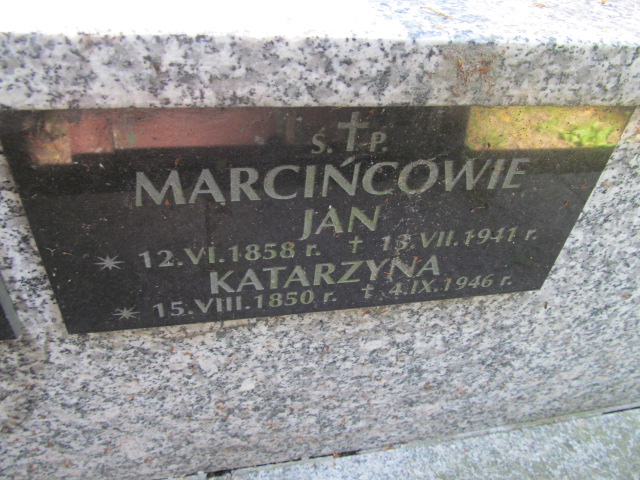 Ś. ✝ P.
MARCIŃCOWIE
JAN
✴ 12.VI.1858 r. ✝ 13.VII.1941 r.
KATARZYNA
✴ 15.VIII.1850 r. ✝ 4.IX.1946 r.